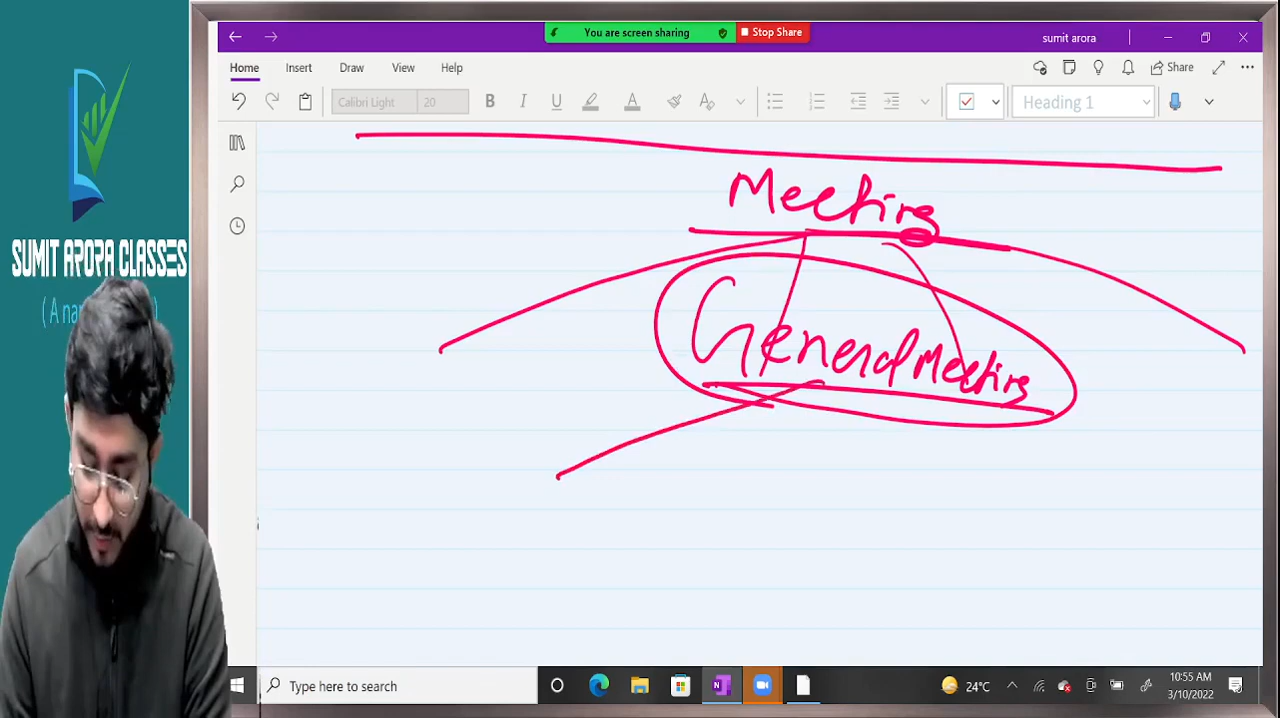 You are screen sharing
Stop Share
sumit arora
Home Insert Draw View Help
Share
Calibri Light 20 B I U A Heading 1
Meeting
General Meeting
SUMIT ARORA CLASSES
( A na )
Type here to search
24°C
10:55 AM
3/10/2022